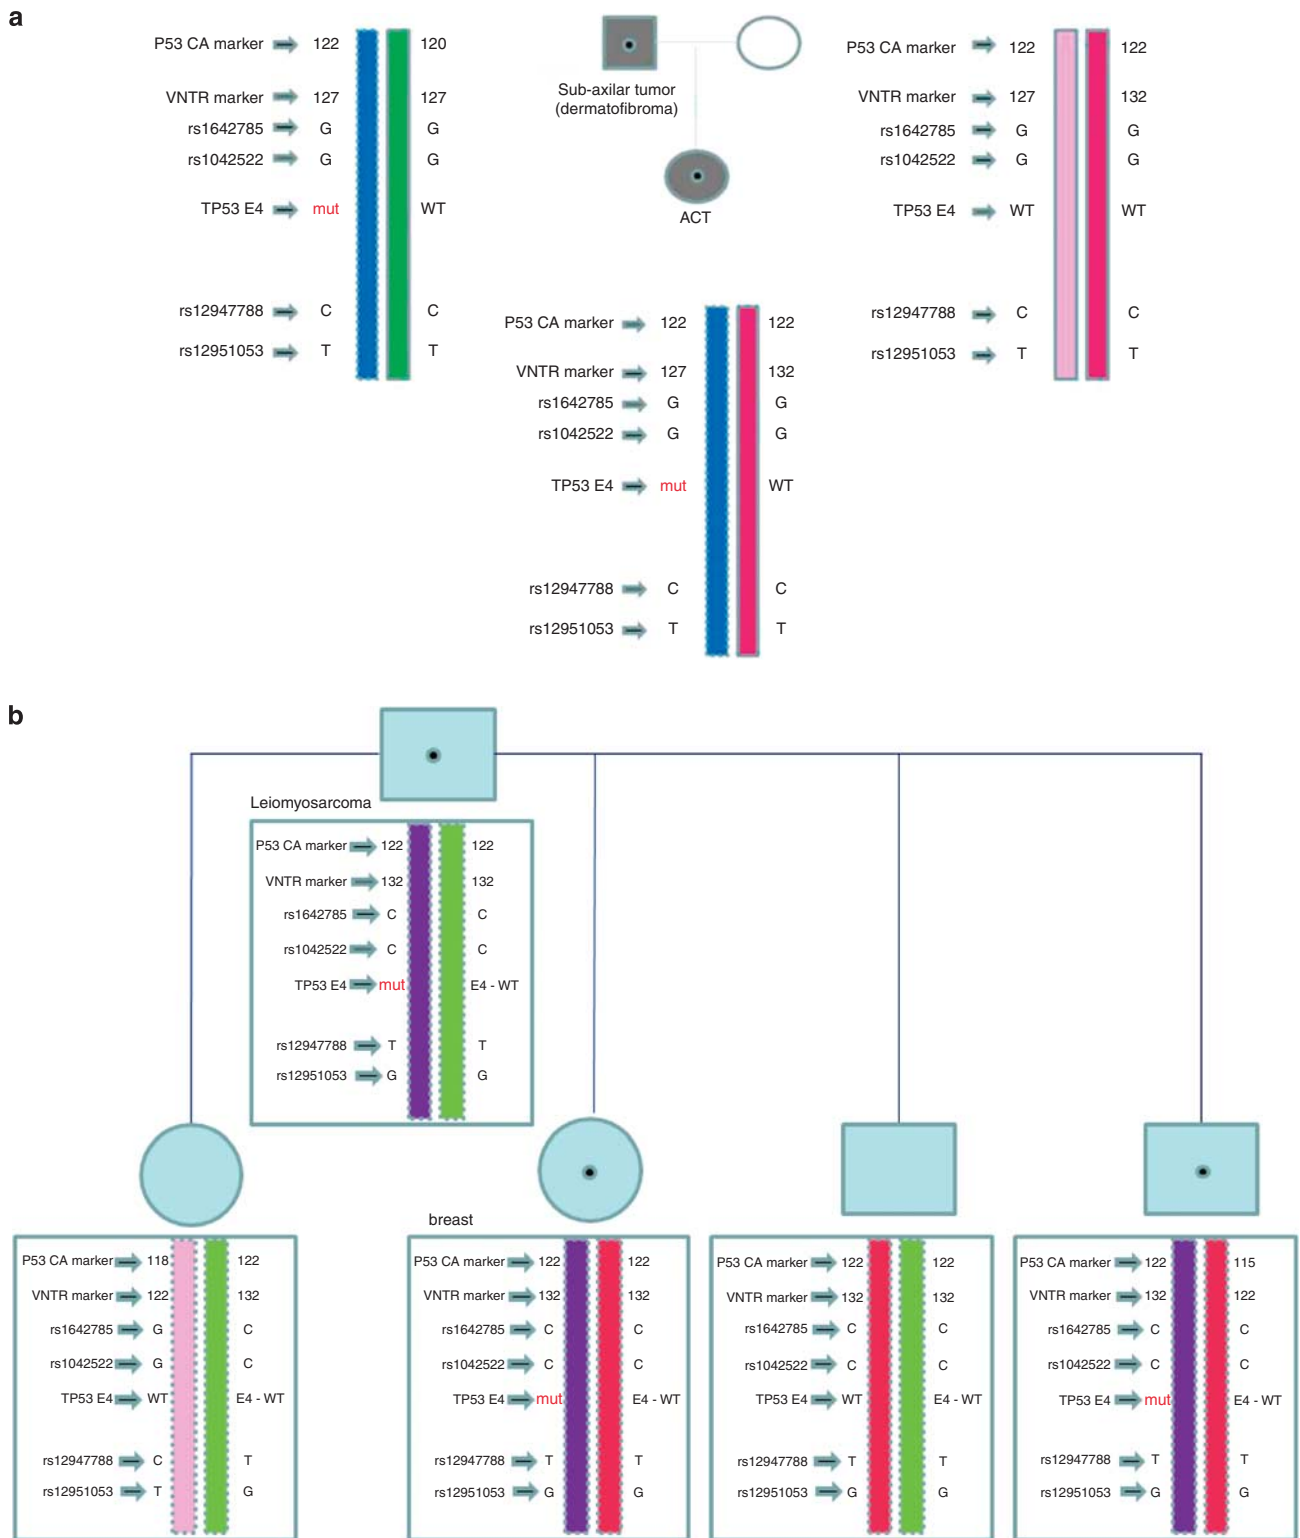 a
P53 CA marker 122 120
VNTR marker 127 127
rs1642785 G G
rs1042522 G G
TP53 E4 mut WT
rs12947788 C C
rs12951053 T T
Sub-axilar tumor
(dermatofibroma)
ACT
P53 CA marker 122 122
VNTR marker 127 132
rs1642785 G G
rs1042522 G G
TP53 E4 WT WT
rs12947788 C C
rs12951053 T T
P53 CA marker 122 122
VNTR marker 127 132
rs1642785 G G
rs1042522 G G
TP53 E4 mut WT
rs12947788 C C
rs12951053 T T
b
Leiomyosarcoma
P53 CA marker 122 122
VNTR marker 132 132
rs1642785 C C
rs1042522 C C
TP53 E4 mut E4 - WT
rs12947788 T T
rs12951053 G G
P53 CA marker 118 122
VNTR marker 122 132
rs1642785 G C
rs1042522 G C
TP53 E4 WT E4 - WT
rs12947788 C T
rs12951053 T G
breast
P53 CA marker 122 122
VNTR marker 132 132
rs1642785 C C
rs1042522 C C
TP53 E4 mut E4 - WT
rs12947788 T T
rs12951053 G G
P53 CA marker 122 122
VNTR marker 132 132
rs1642785 C C
rs1042522 C C
TP53 E4 WT E4 - WT
rs12947788 T T
rs12951053 G G
P53 CA marker 122 115
VNTR marker 132 122
rs1642785 C C
rs1042522 C C
TP53 E4 mut E4 - WT
rs12947788 T T
rs12951053 G G